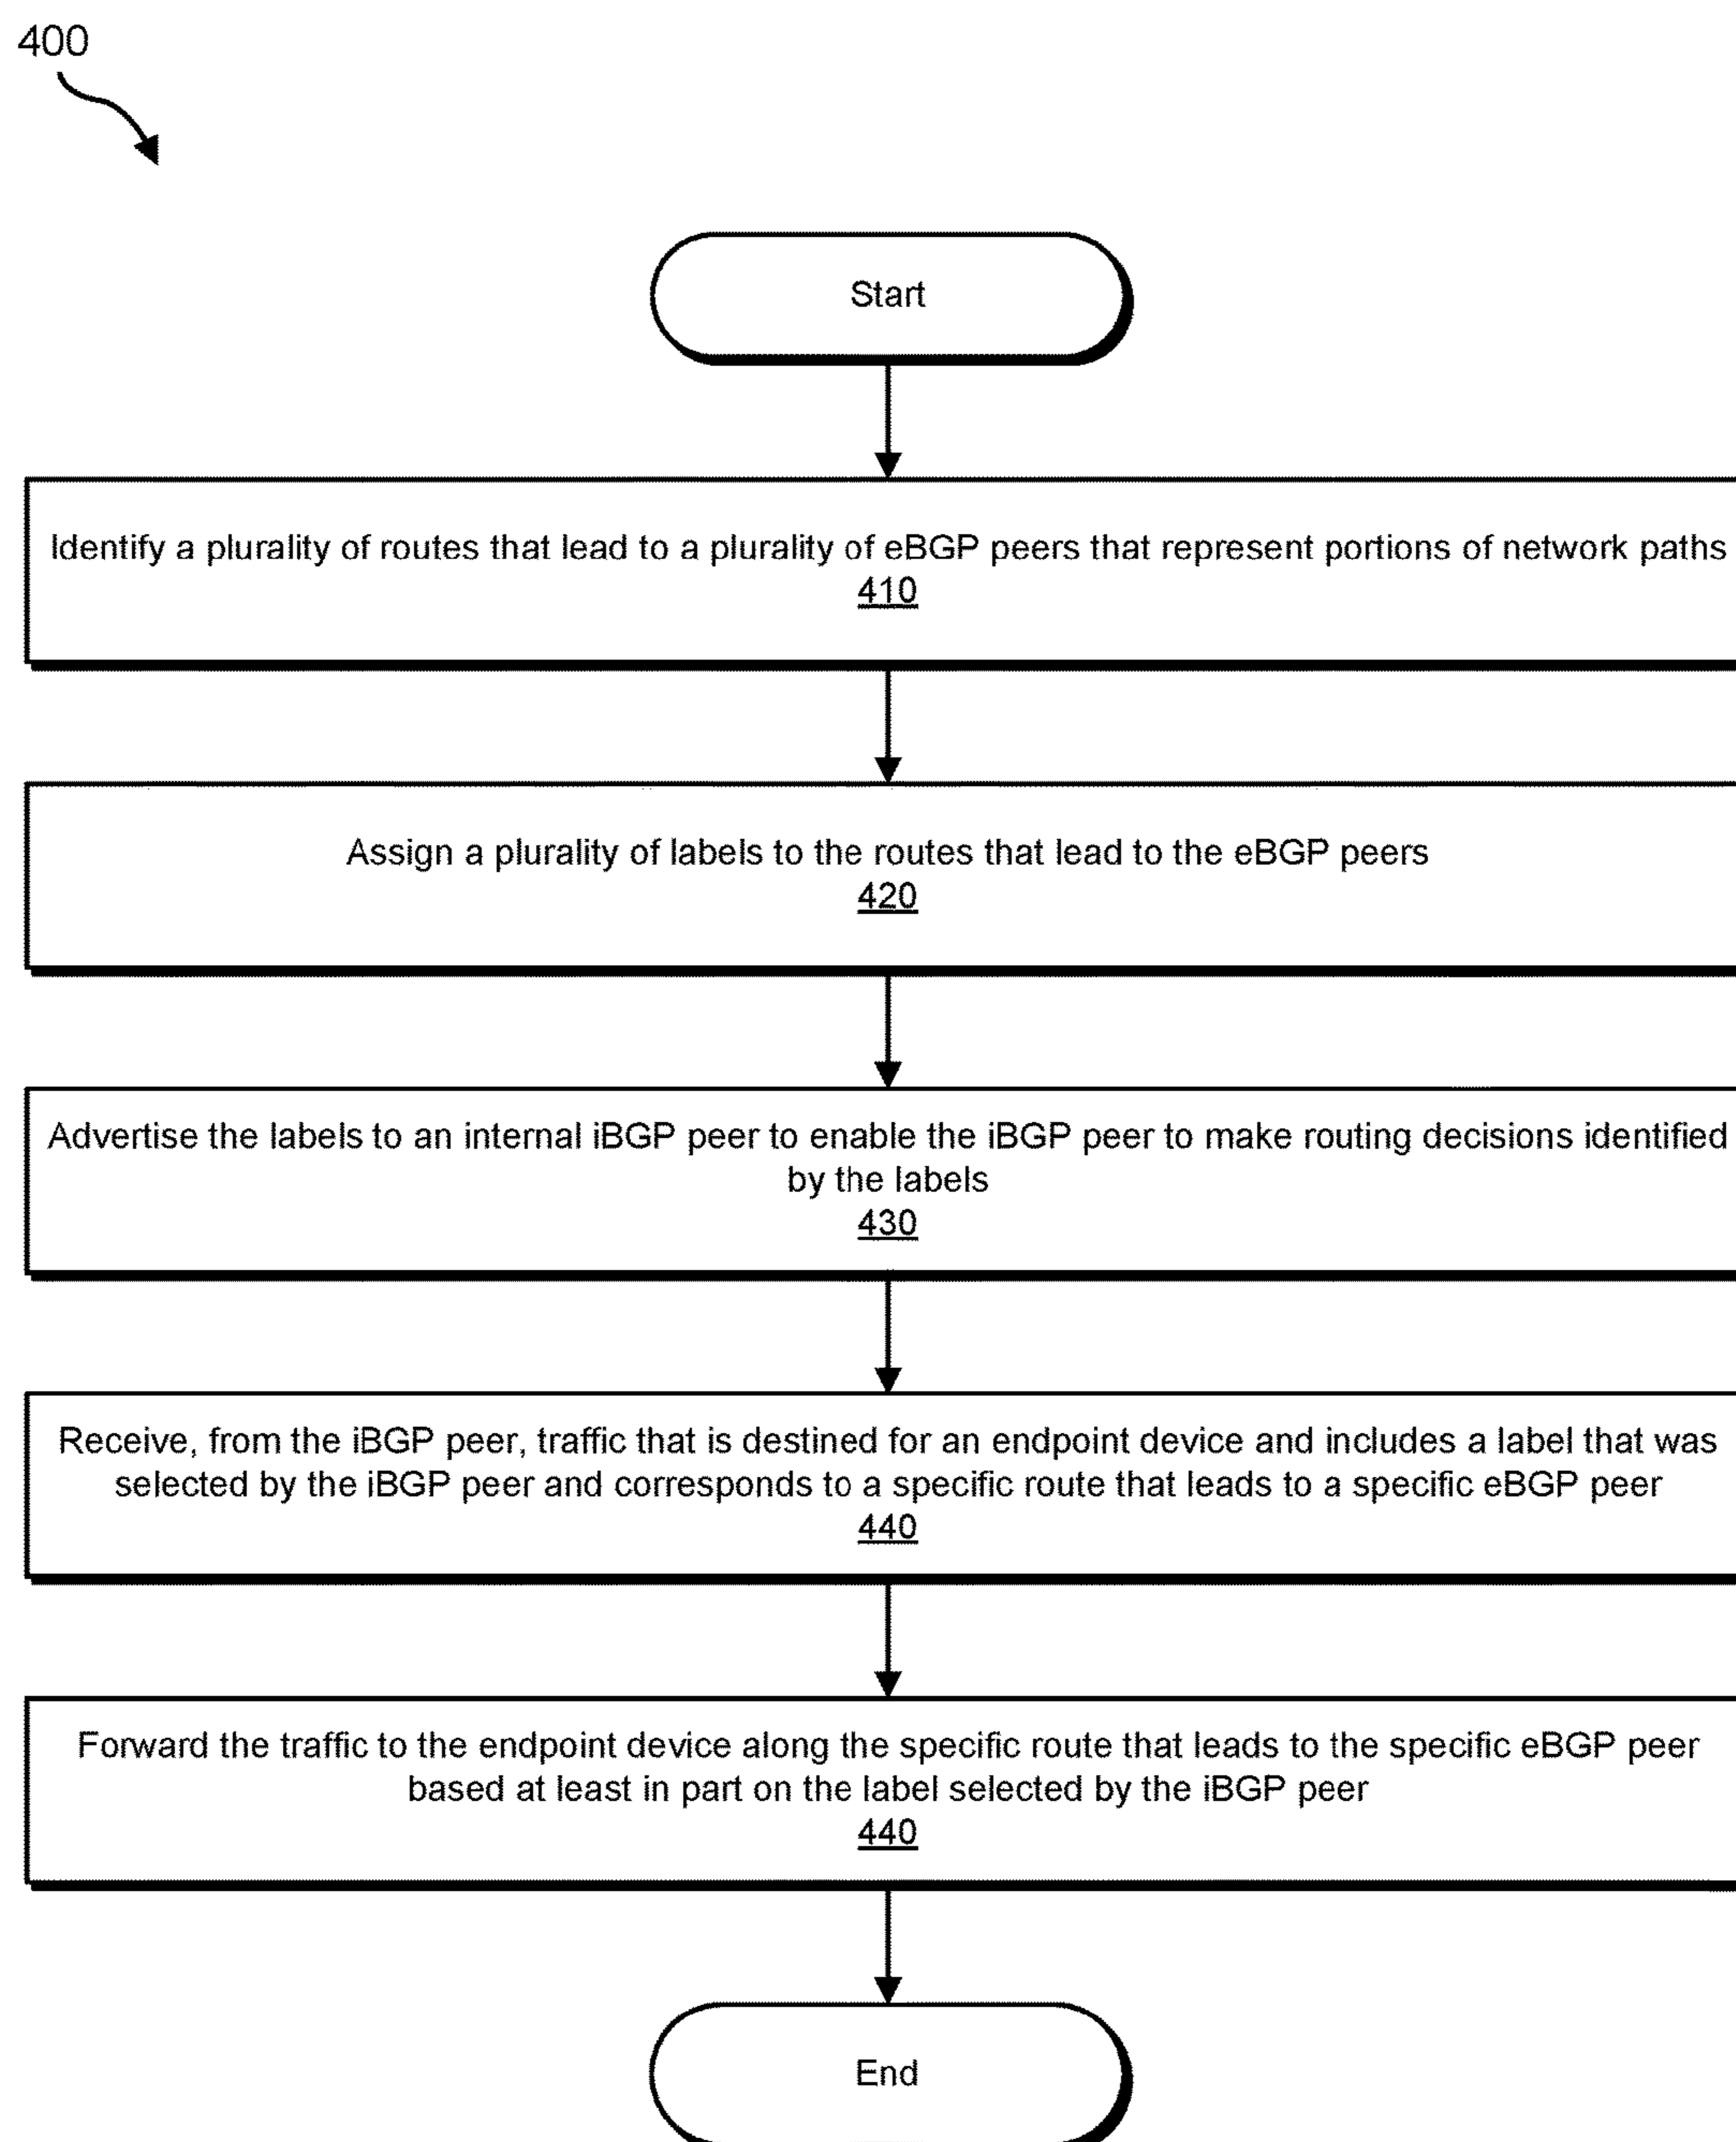 400
Start
Identify a plurality of routes that lead to a plurality of eBGP peers that represent portions of network paths
410
Assign a plurality of labels to the routes that lead to the eBGP peers
420
Advertise the labels to an internal iBGP peer to enable the iBGP peer to make routing decisions identified
by the labels
430
Receive, from the iBGP peer, traffic that is destined for an endpoint device and includes a label that was
selected by the iBGP peer and corresponds to a specific route that leads to a specific eBGP peer
440
Forward the traffic to the endpoint device along the specific route that leads to the specific eBGP peer
based at least in part on the label selected by the iBGP peer
440
End